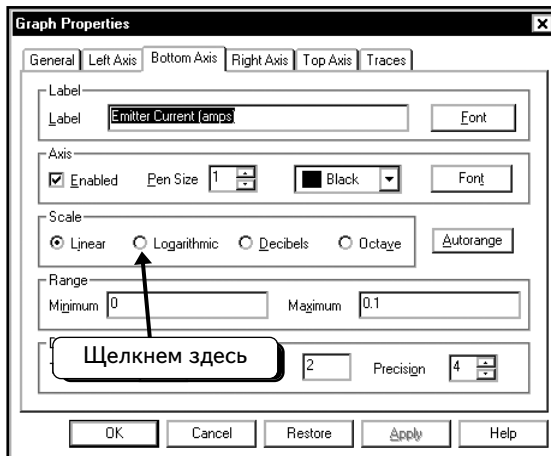 Graph Properties
General Left Axis Bottom Axis Right Axis Top Axis Traces
Label
Label Emitter Current (amps) Font
Axis
Enabled Pen Size 1 Black Font
Scale
Linear Logarithmic Decibels Octave Autorange
Range
Minimum 0 Maximum 0.1
Щелкнем здесь 2 Precision 4
OK Cancel Restore Apply Help